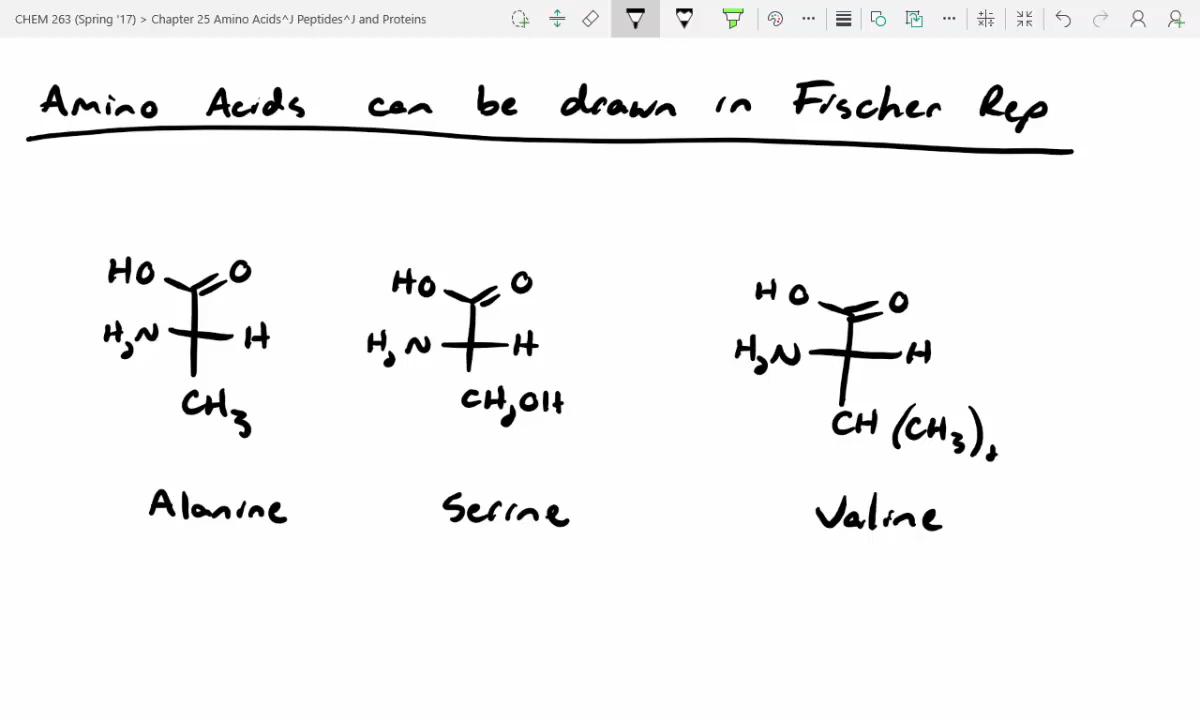 CHEM 263 (Spring '17) > Chapter 25 Amino Acids^J Peptides^J and Proteins
Amino Acids can be drawn in Fischer Rep
HO O HO O HO O
H2N H H2N H H2N H
CH3 CH2OH CH(CH3)2
Alanine Serine Valine